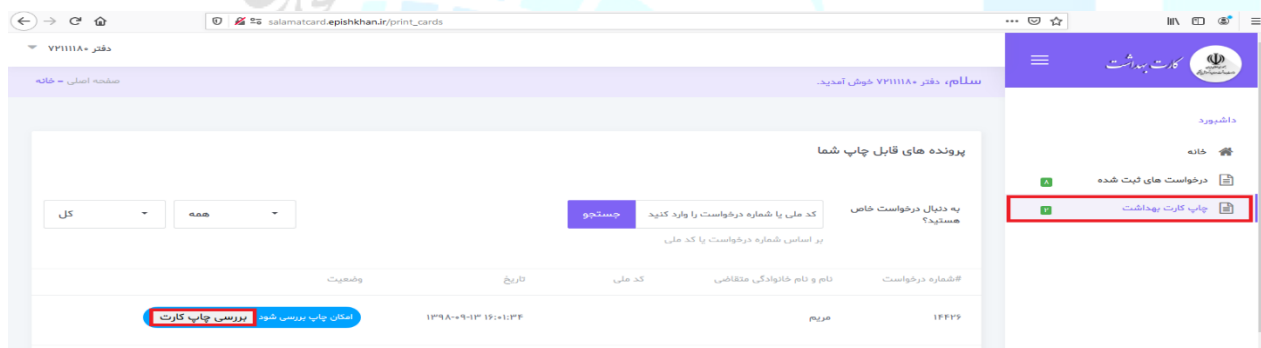 salamatcard.epishkhan.ir/print_cards
دفتر ۷۲۱۱۱۱۸۰
کارت بهداشت
سلام، دفتر ۷۲۱۱۱۱۸۰ خوش آمدید.
صفحه اصلی - خانه
داشبورد
خانه
درخواست های ثبت شده ۸
چاپ کارت بهداشت ۲
پرونده های قابل چاپ شما
به دنبال درخواست خاص هستید؟
کد ملی یا شماره درخواست را وارد کنید جستجو همه کل
بر اساس شماره درخواست یا کد ملی
#شماره درخواست نام و نام خانوادگی متقاضی کد ملی تاریخ وضعیت
۱۴۴۲۶ مریم ۱۳۹۸-۰۹-۱۳ ۱۶:۰۱:۳۴ امکان چاپ بررسی شود بررسی چاپ کارت